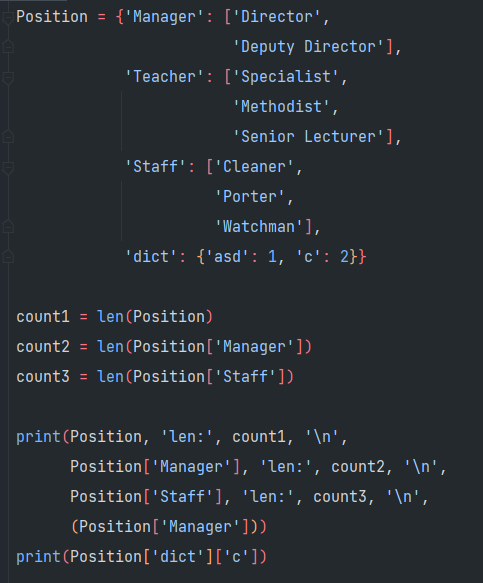 Position = {'Manager': ['Director',
                        'Deputy Director'],
            'Teacher': ['Specialist',
                        'Methodist',
                        'Senior Lecturer'],
            'Staff': ['Cleaner',
                      'Porter',
                      'Watchman'],
            'dict': {'asd': 1, 'c': 2}}

count1 = len(Position)
count2 = len(Position['Manager'])
count3 = len(Position['Staff'])

print(Position, 'len:', count1, '\n',
      Position['Manager'], 'len:', count2, '\n',
      Position['Staff'], 'len:', count3, '\n',
      (Position['Manager']))
print(Position['dict']['c'])